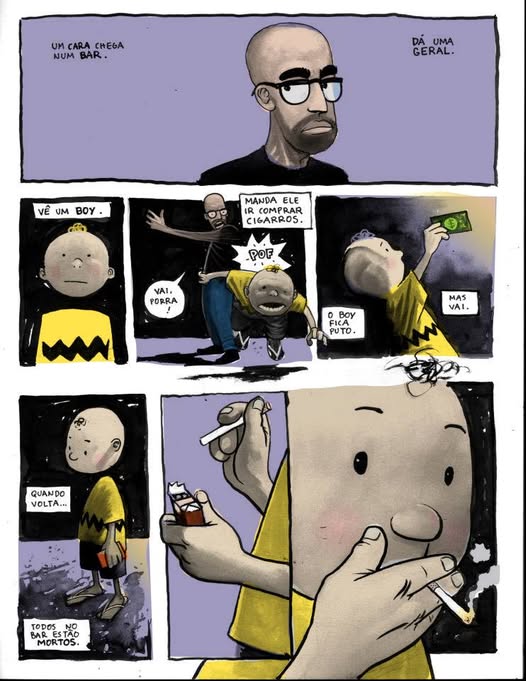 UM CARA CHEGA
NUM BAR.
DÁ UMA
GERAL.
VÊ UM BOY.
MANDA ELE
IR COMPRAR
CIGARROS.
POF
VAI,
PORRA
!
O BOY
FICA
PUTO.
MAS
VAI.
QUANDO
VOLTA...
TODOS NO
BAR ESTÃO
MORTOS.